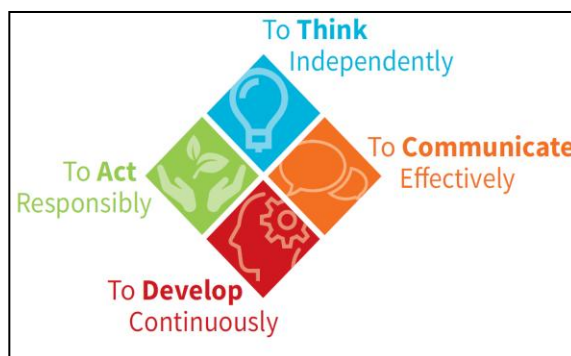 To Think
Independently
To Communicate
Effectively
To Act
Responsibly
To Develop
Continuously